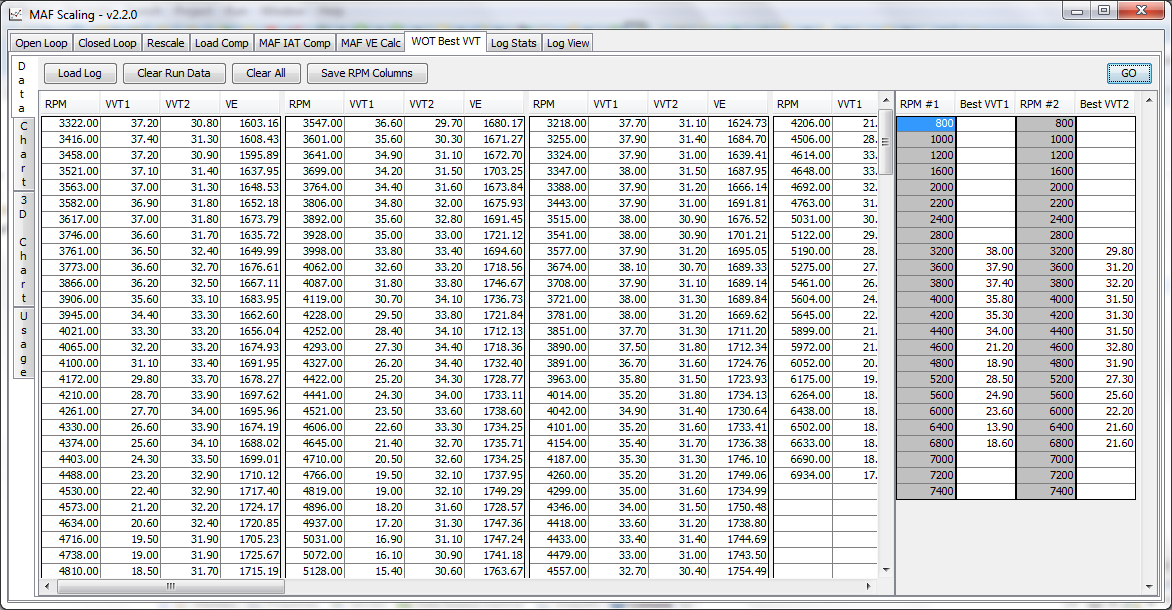 MAF Scaling - v2.2.0
Open Loop Closed Loop Rescale Load Comp MAF IAT Comp MAF VE Calc WOT Best VVT Log Stats Log View
Data
Chart
3D Chart
Usage
Load Log Clear Run Data Clear All Save RPM Columns GO
RPM VVT1 VVT2 VE RPM VVT1 VVT2 VE RPM VVT1 VVT2 VE RPM VVT1 RPM #1 Best VVT1 RPM #2 Best VVT2
3322.00 37.20 30.80 1603.16 3547.00 36.60 29.70 1680.17 3218.00 37.70 31.10 1624.73 4206.00 21. 800 800
3416.00 37.40 31.30 1608.43 3601.00 35.60 30.30 1671.27 3255.00 37.90 31.40 1684.70 4506.00 28. 1000 1000
3458.00 37.20 30.90 1595.89 3641.00 34.90 31.10 1672.70 3324.00 37.90 31.00 1639.41 4614.00 33. 1200 1200
3521.00 37.10 31.40 1637.95 3699.00 34.20 31.50 1703.25 3347.00 38.00 31.50 1687.95 4648.00 33. 1600 1600
3563.00 37.00 31.30 1648.53 3764.00 34.40 31.60 1673.84 3388.00 37.90 31.20 1666.14 4692.00 32. 2000 2000
3582.00 36.90 31.80 1652.18 3806.00 34.80 32.00 1675.93 3443.00 37.90 31.00 1691.81 4763.00 31. 2200 2200
3617.00 37.00 31.80 1673.79 3892.00 35.60 32.80 1691.45 3515.00 38.00 30.90 1676.52 5031.00 30. 2400 2400
3746.00 36.60 31.70 1635.72 3928.00 35.00 33.00 1721.12 3541.00 38.00 30.90 1701.21 5122.00 29. 2800 2800
3761.00 36.50 32.40 1649.99 3998.00 33.80 33.40 1694.60 3577.00 37.90 31.20 1695.05 5190.00 28. 3200 38.00 3200 29.80
3773.00 36.60 32.70 1676.61 4062.00 32.60 33.20 1718.56 3674.00 38.10 30.70 1689.33 5275.00 27. 3600 37.90 3600 31.20
3866.00 36.20 32.50 1667.11 4087.00 31.80 33.80 1746.67 3708.00 37.90 31.10 1689.14 5461.00 26. 3800 37.40 3800 32.20
3906.00 35.60 33.10 1683.95 4119.00 30.70 34.10 1736.73 3721.00 38.00 31.30 1689.84 5604.00 24. 4000 35.80 4000 31.50
3945.00 34.40 33.30 1662.60 4228.00 29.50 33.80 1721.84 3781.00 38.00 31.20 1669.62 5645.00 22. 4200 35.30 4200 31.30
4021.00 33.30 33.20 1656.04 4252.00 28.40 34.10 1712.13 3851.00 37.70 31.30 1711.20 5899.00 21. 4400 34.00 4400 31.50
4065.00 32.20 33.20 1674.93 4293.00 27.30 34.40 1718.36 3890.00 37.50 31.80 1712.34 5972.00 21. 4600 21.20 4600 32.80
4100.00 31.10 33.40 1691.95 4327.00 26.20 34.40 1732.40 3891.00 36.70 31.60 1724.76 6052.00 20. 4800 18.90 4800 31.90
4172.00 29.80 33.70 1678.27 4422.00 25.20 34.30 1728.77 3963.00 35.80 31.50 1723.93 6175.00 19. 5200 28.50 5200 27.30
4210.00 28.70 33.90 1697.62 4441.00 24.30 34.00 1733.11 4014.00 35.20 31.80 1734.13 6264.00 18. 5600 24.90 5600 25.60
4261.00 27.70 34.00 1695.96 4521.00 23.50 33.60 1738.60 4042.00 34.90 31.40 1730.64 6438.00 18. 6000 23.60 6000 22.20
4330.00 26.60 33.90 1674.19 4606.00 22.60 33.30 1734.25 4101.00 35.20 31.60 1733.41 6502.00 18. 6400 13.90 6400 21.60
4374.00 25.60 34.10 1688.02 4645.00 21.40 32.70 1735.71 4154.00 35.40 31.70 1736.38 6633.00 18. 6800 18.60 6800 21.60
4403.00 24.30 33.50 1699.01 4710.00 20.50 32.60 1734.25 4187.00 35.30 31.30 1746.10 6690.00 18. 7000 7000
4488.00 23.20 32.90 1710.12 4766.00 19.50 32.10 1737.95 4260.00 35.20 31.20 1749.06 6934.00 17. 7200 7200
4530.00 22.40 32.90 1717.40 4819.00 19.00 32.10 1749.29 4299.00 35.00 31.60 1734.99 7400 7400
4573.00 21.20 32.20 1724.17 4896.00 18.20 31.60 1728.57 4346.00 34.00 31.50 1750.48
4634.00 20.60 32.40 1720.85 4937.00 17.20 31.30 1747.36 4418.00 33.60 31.20 1738.80
4716.00 19.50 31.90 1705.23 5031.00 16.90 31.10 1747.24 4433.00 33.40 31.40 1744.69
4738.00 19.00 31.90 1725.67 5072.00 16.10 30.90 1741.18 4479.00 33.00 31.00 1743.50
4810.00 18.50 31.70 1715.19 5128.00 15.40 30.60 1763.67 4557.00 32.70 30.40 1754.49